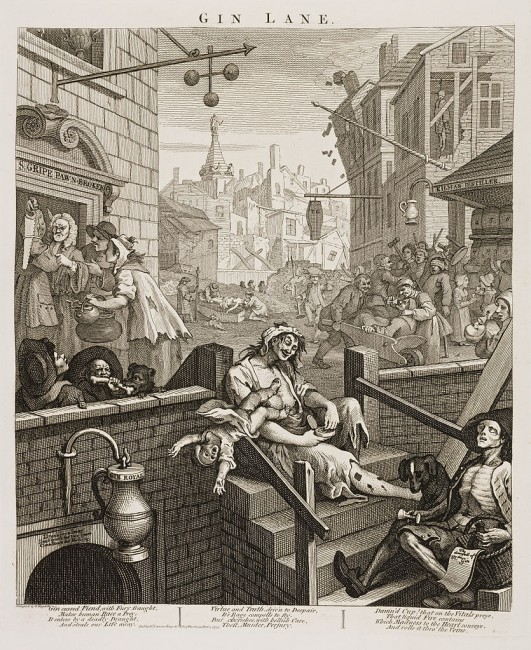 GIN LANE.
S. GRIPE PAWN-BROKER
KILMAN DISTILLER
N ROYAL
Gin cursed Fiend, with Fury fraught,
Makes human Race a Prey;
It enters by a deadly Draught,
And steals our Life away.
Virtue and Truth, driv'n to Despair,
It's Rage compells to fly,
But cherishes, with hellish Care,
Theft, Murder, Perjury.
Damn'd Cup! that on the Vitals preys,
That liquid Fire contains
Which Madness to the Heart conveys,
And rolls it thro' the Veins.